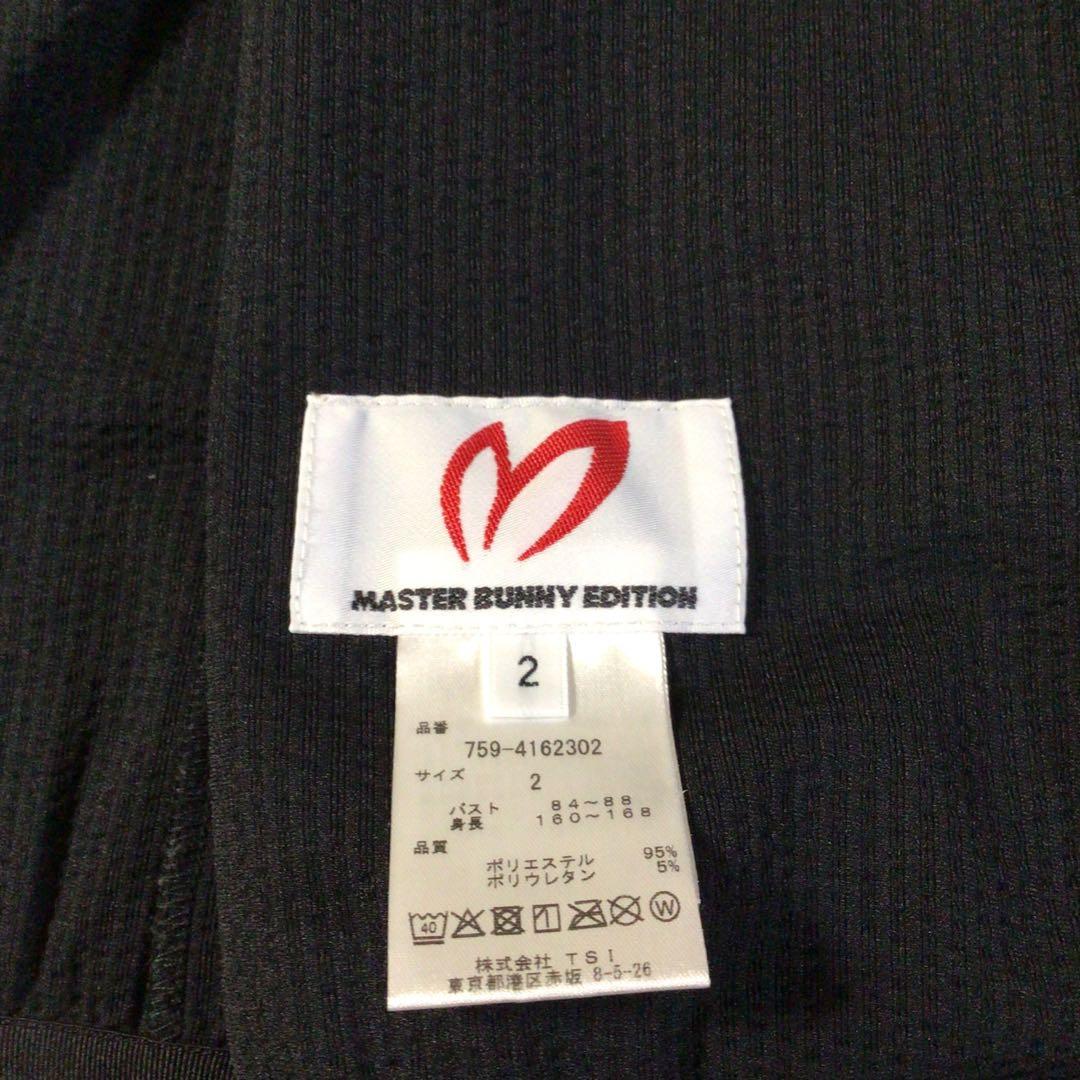 MASTER BUNNY EDITION
2
品番
759-4162302
サイズ
2
バスト 84～88
身長 160～168
品質
ポリエステル 95%
ポリウレタン 5%
40
W
株式会社 TSI
東京都港区赤坂 8-5-26